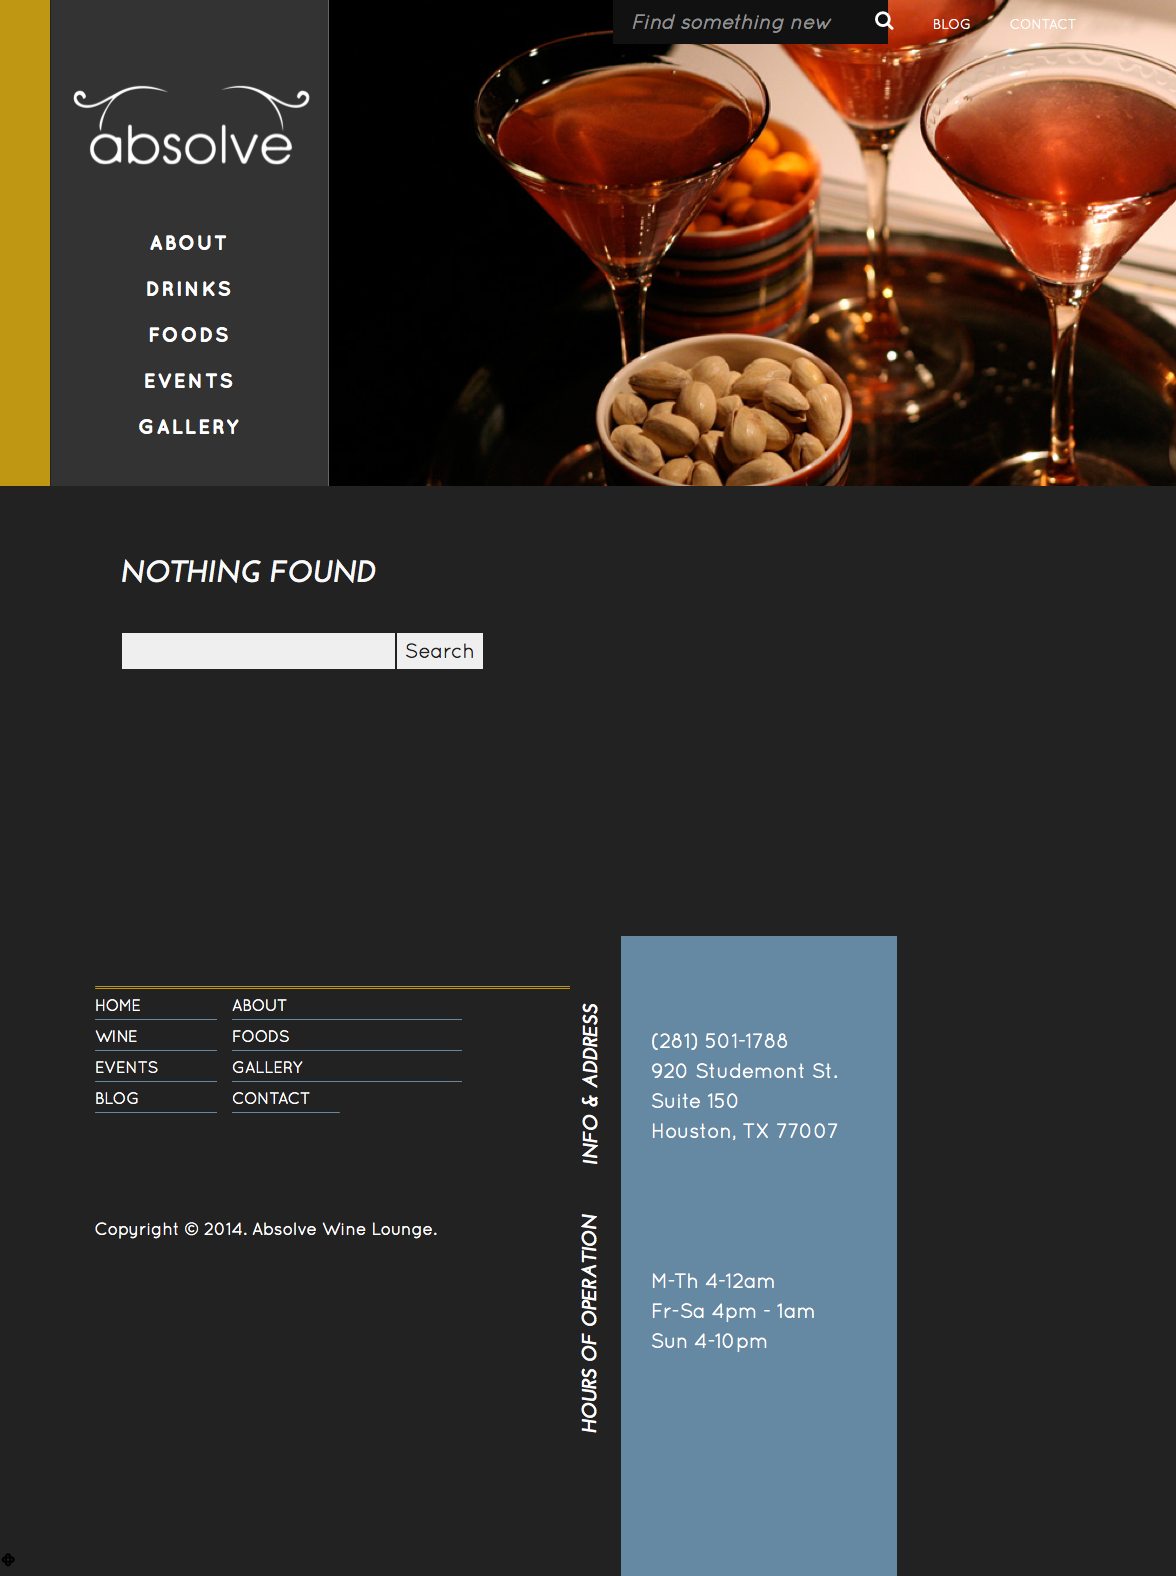 Find something new
BLOG
CONTACT
absolve
ABOUT
DRINKS
FOODS
EVENTS
GALLERY
NOTHING FOUND
Search
HOME
ABOUT
WINE
FOODS
EVENTS
GALLERY
BLOG
CONTACT
Copyright © 2014. Absolve Wine Lounge.
INFO & ADDRESS
(281) 501-1788
920 Studemont St.
Suite 150
Houston, TX 77007
HOURS OF OPERATION
M-Th 4-12am
Fr-Sa 4pm - 1am
Sun 4-10pm